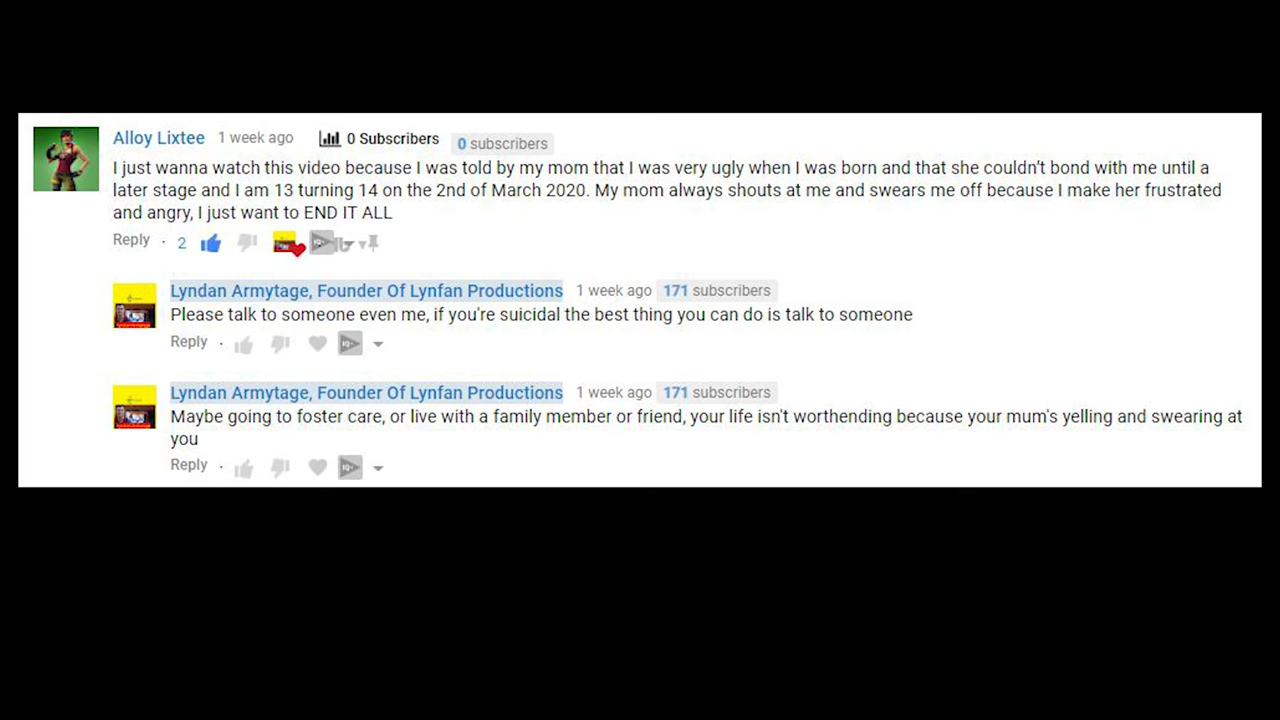 Alloy Lixtee 1 week ago 0 Subscribers 0 subscribers
I just wanna watch this video because I was told by my mom that I was very ugly when I was born and that she couldn't bond with me until a
later stage and I am 13 turning 14 on the 2nd of March 2020. My mom always shouts at me and swears me off because I make her frustrated
and angry, I just want to END IT ALL
Reply · 2
Lyndan Armytage, Founder Of Lynfan Productions 1 week ago 171 subscribers
Please talk to someone even me, if you're suicidal the best thing you can do is talk to someone
Reply ·
Lyndan Armytage, Founder Of Lynfan Productions 1 week ago 171 subscribers
Maybe going to foster care, or live with a family member or friend, your life isn't worthending because your mum's yelling and swearing at
you
Reply ·